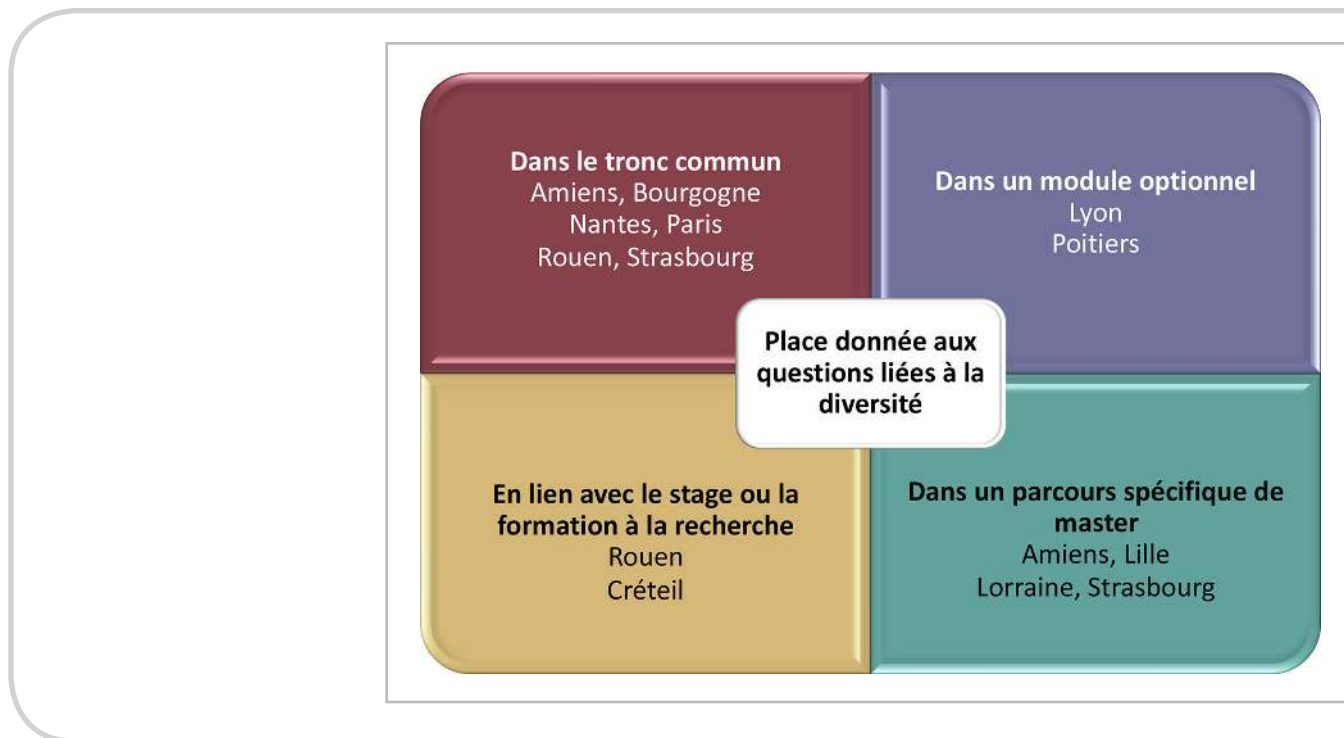 Dans le tronc commun
Amiens, Bourgogne
Nantes, Paris
Rouen, Strasbourg
Dans un module optionnel
Lyon
Poitiers
Place donnée aux
questions liées à la
diversité
En lien avec le stage ou la
formation à la recherche
Rouen
Créteil
Dans un parcours spécifique de
master
Amiens, Lille
Lorraine, Strasbourg